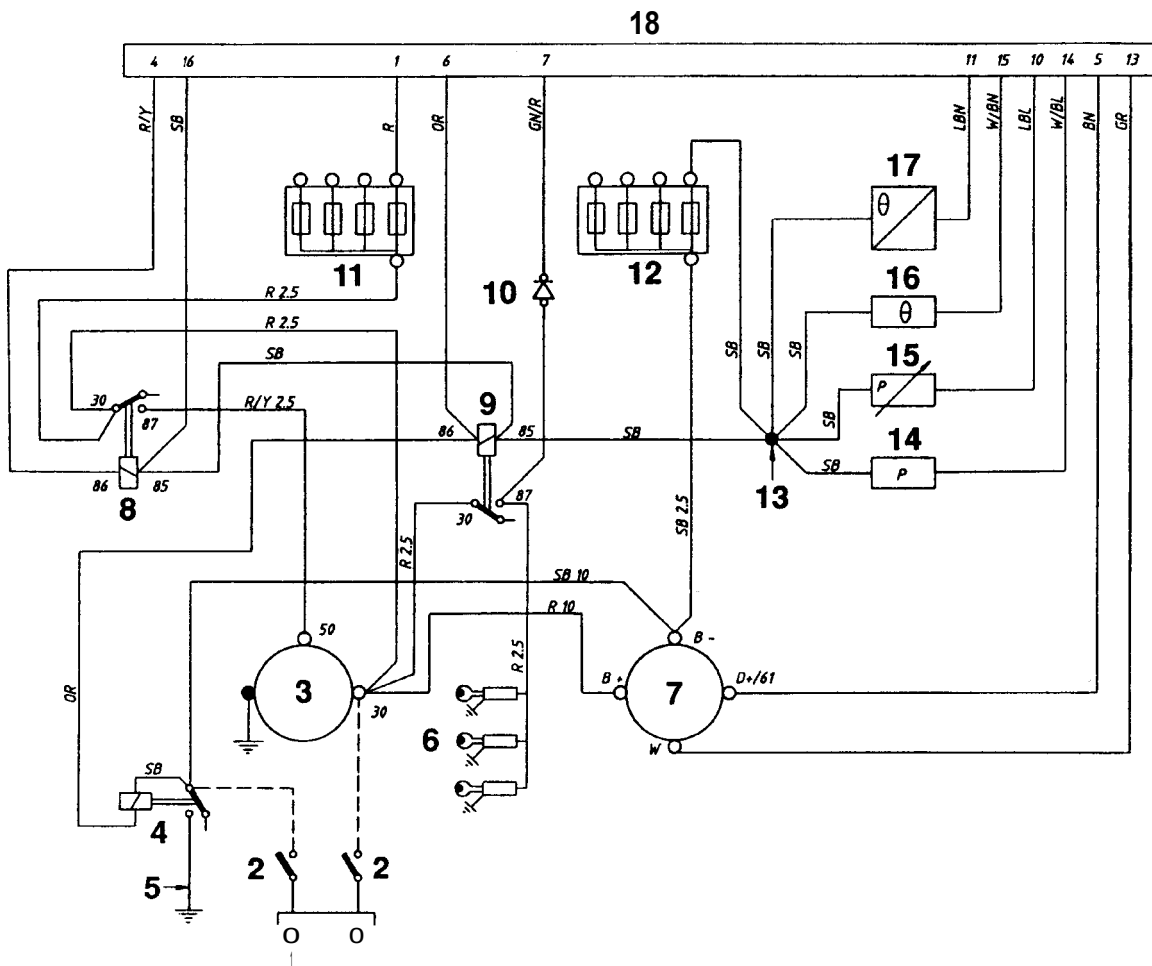 18
4 16 1 6 7 11 15 10 14 5 13
R/Y SB R OR GN/R LBN W/BN LBL W/BL BN GR
17
θ
11
12
10
16
θ
R 2.5
R 2.5
SB
SB SB SB
15
P
SB
30
87
R/Y 2.5
9
86 85
SB
14
P
SB
13
86 85
8
87
30
R 2.5
SB 2.5
SB 10
R 10
50
B -
R 2.5
3
30
B +
7
D+/61
OR
6
W
SB
4
2 2
5
O O